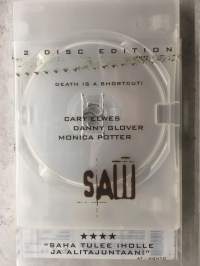 2 DISC EDITION
DEATH IS A SHORTCUT!
CARY ELWES
DANNY GLOVER
MONICA POTTER
SAW
★★★★
"SAHA TULEE IHOLLE
JA ALITAJUNTAAN!"